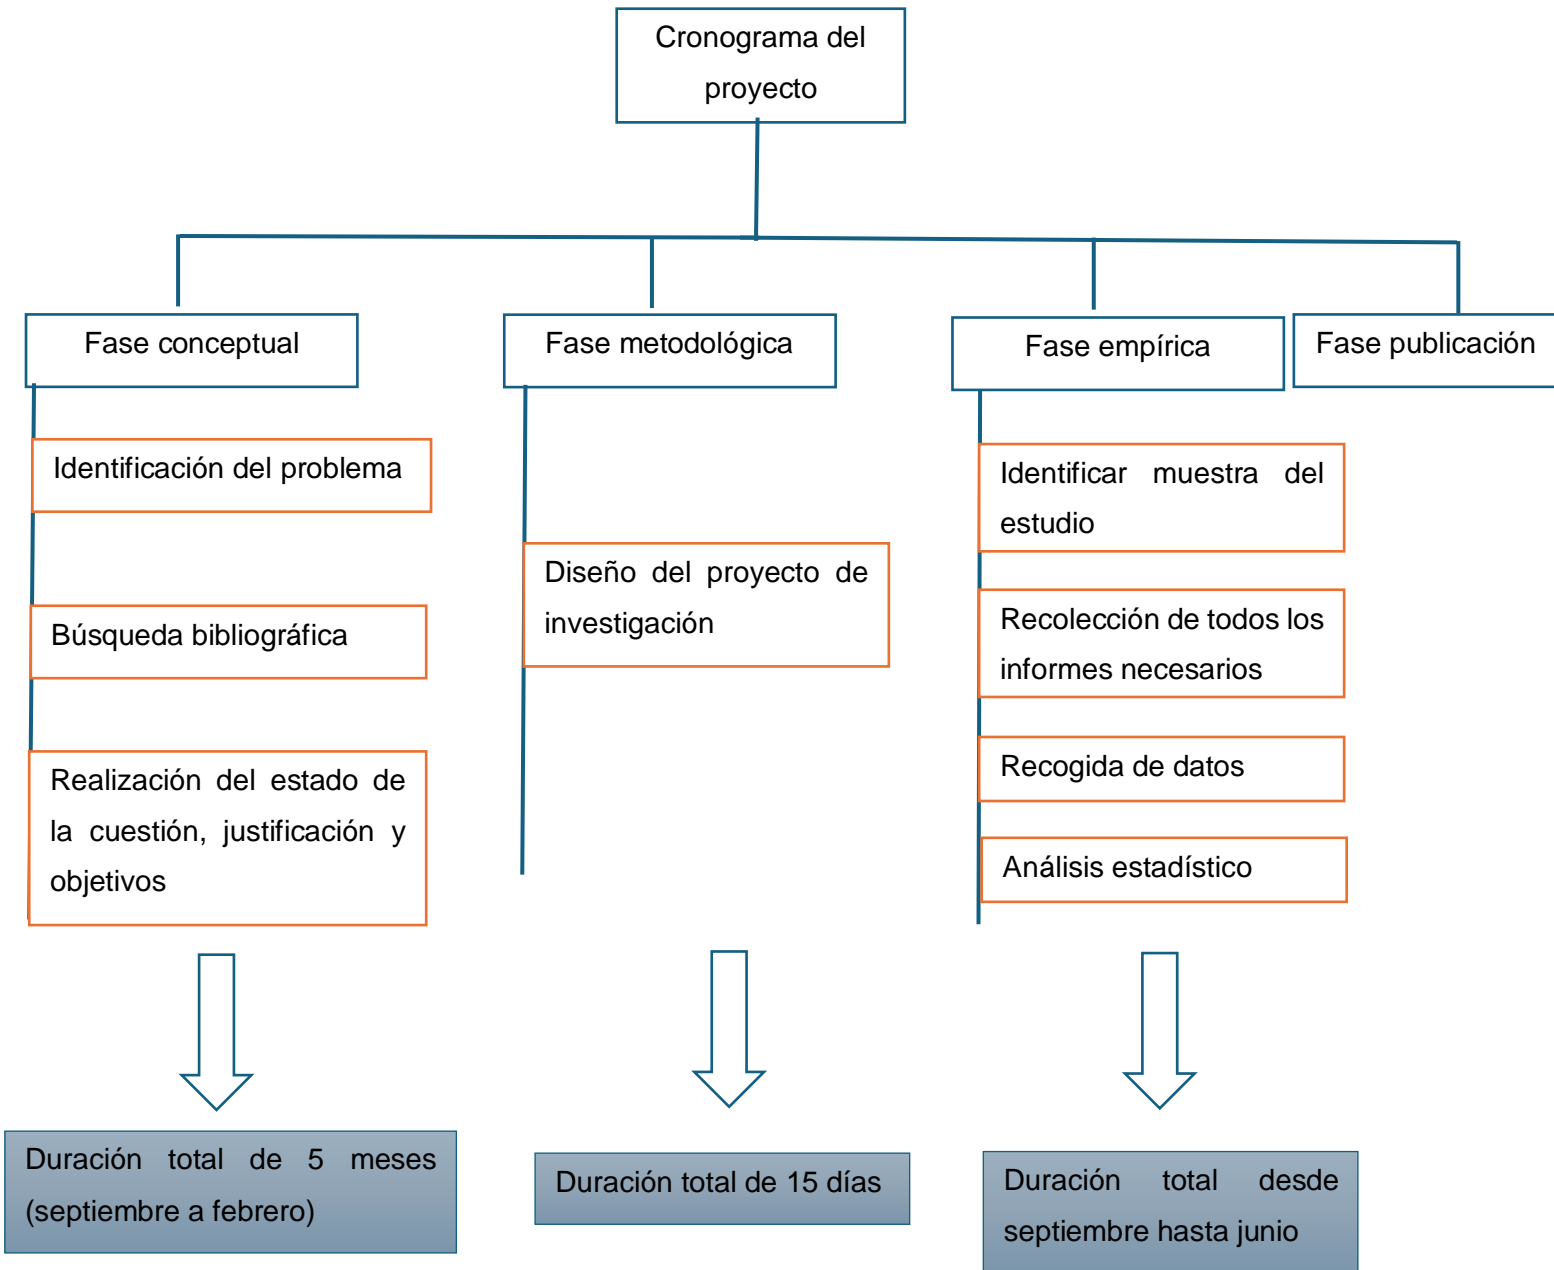 Cronograma del
proyecto
Fase conceptual
Fase metodológica
Fase empírica
Fase publicación
Identificación del problema
Búsqueda bibliográfica
Realización del estado de
la cuestión, justificación y
objetivos
Diseño del proyecto de
investigación
Identificar muestra del
estudio
Recolección de todos los
informes necesarios
Recogida de datos
Análisis estadístico
Duración total de 5 meses
(septiembre a febrero)
Duración total de 15 días
Duración total desde
septiembre hasta junio